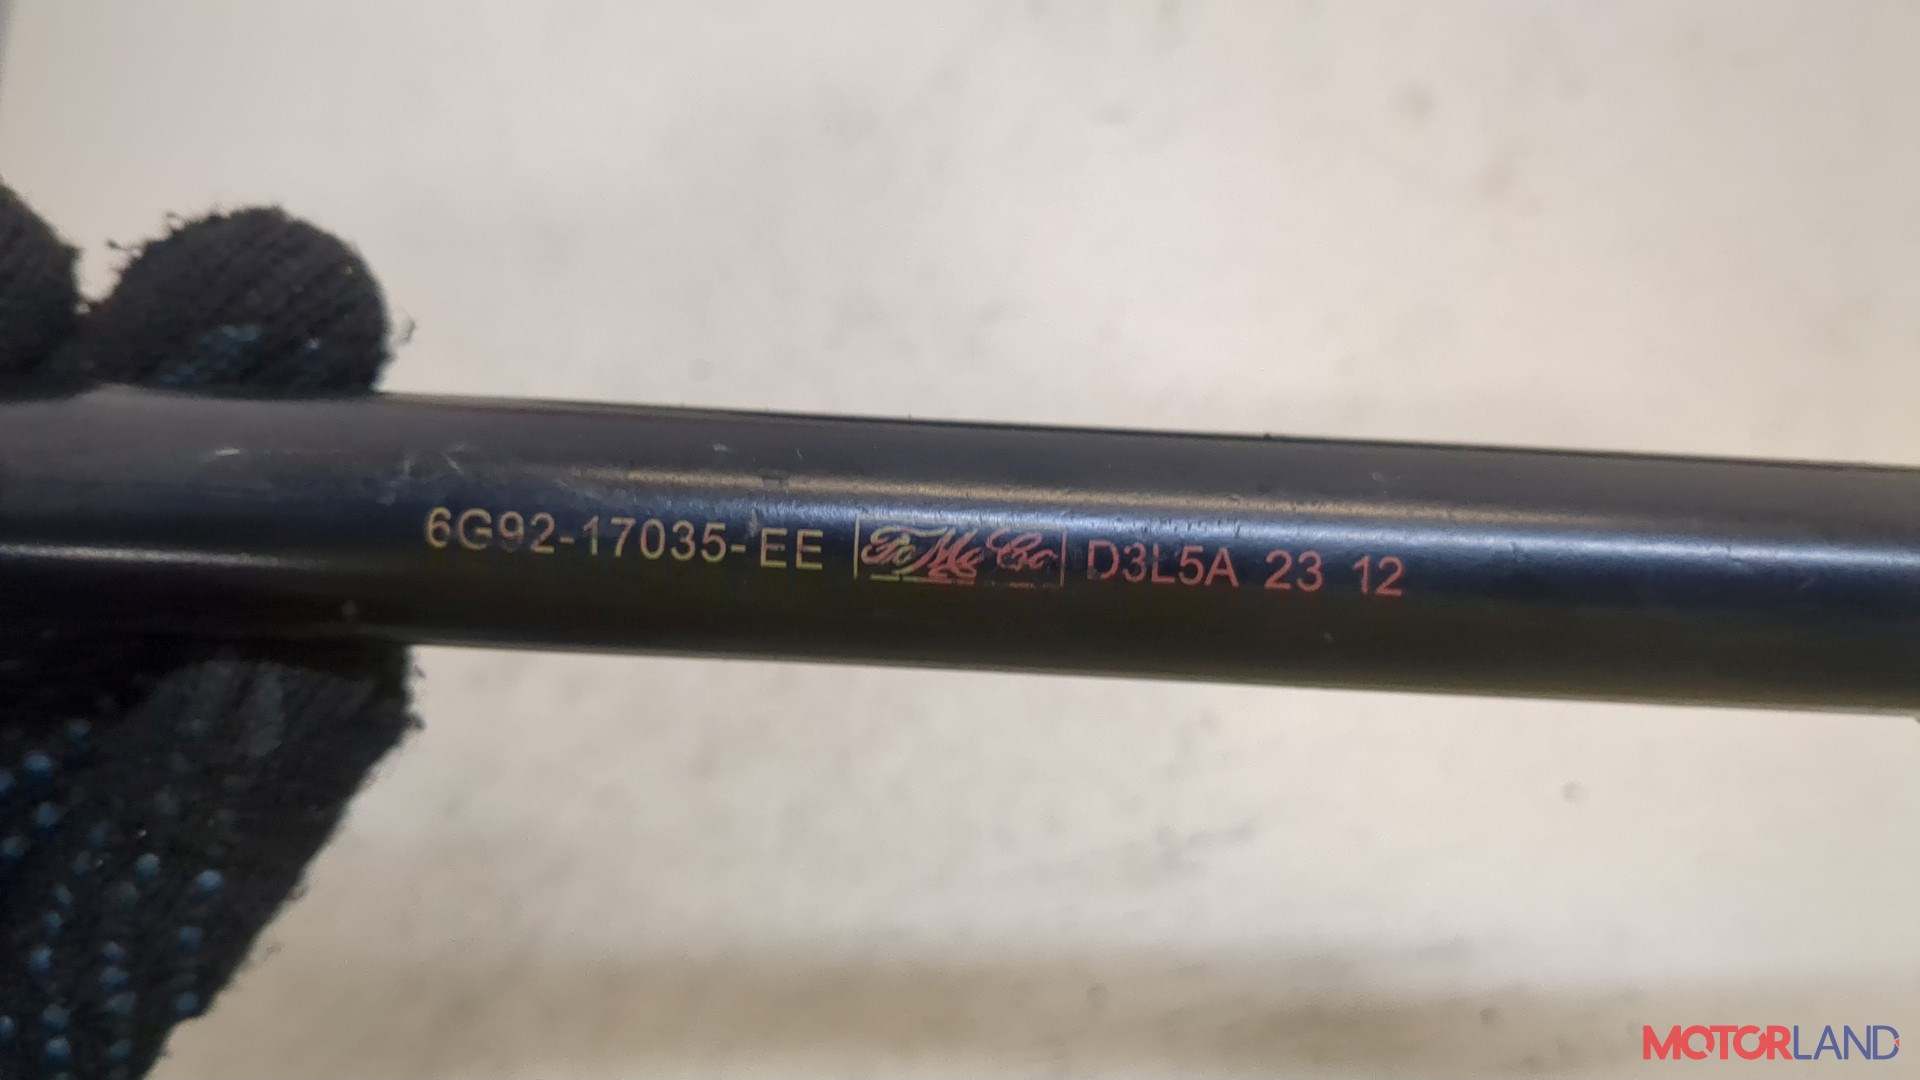 6G92-17035-EE FoMoCo D3L5A 23 12
MOTORLAND